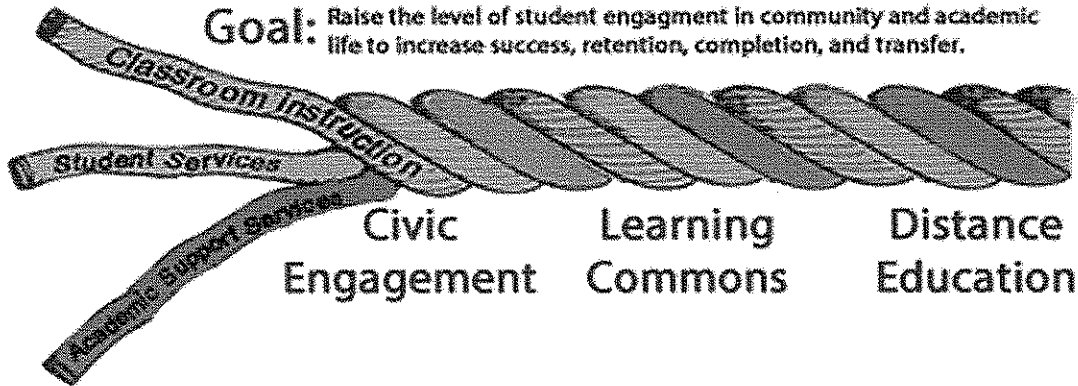 Goal: Raise the level of student engagment in community and academic
life to increase success, retention, completion, and transfer.
Classroom Instruction
Student Services
Academic Support Services
Civic
Engagement
Learning
Commons
Distance
Education